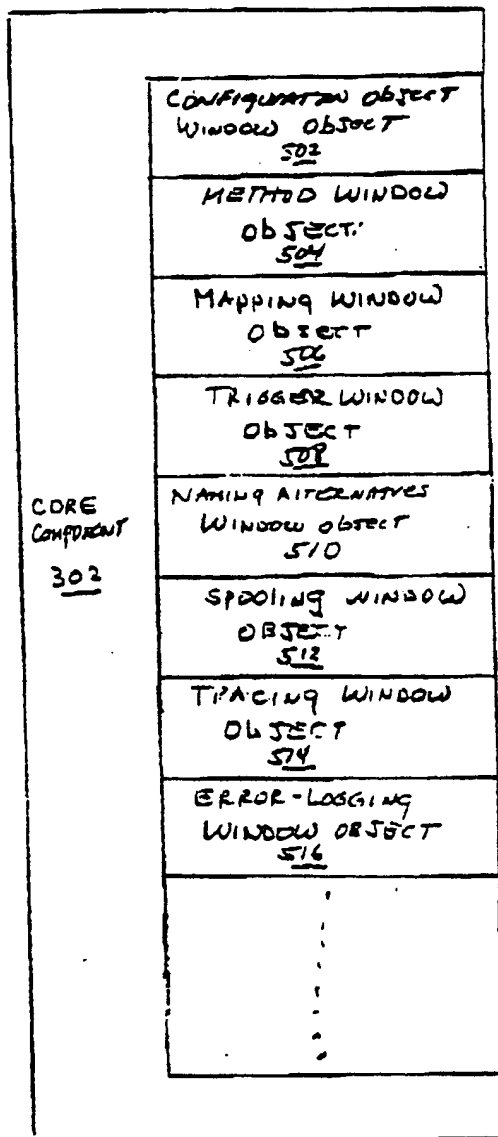 CONFIGURATION ObJECT
WINDOW ObJECT
502
METHOD WINDOW
ObJECT
504
MAPPING WINDOW
ObJECT
506
TRIGGER WINDOW
ObJECT
508
NAMING ALTERNATIVES
WINDOW ObJECT
510
CORE
COMPONENT
302
SPOOLING WINDOW
OBJECT
512
TRACING WINDOW
ObJECT
514
ERROR-LOGGING
WINDOW OBJECT
516